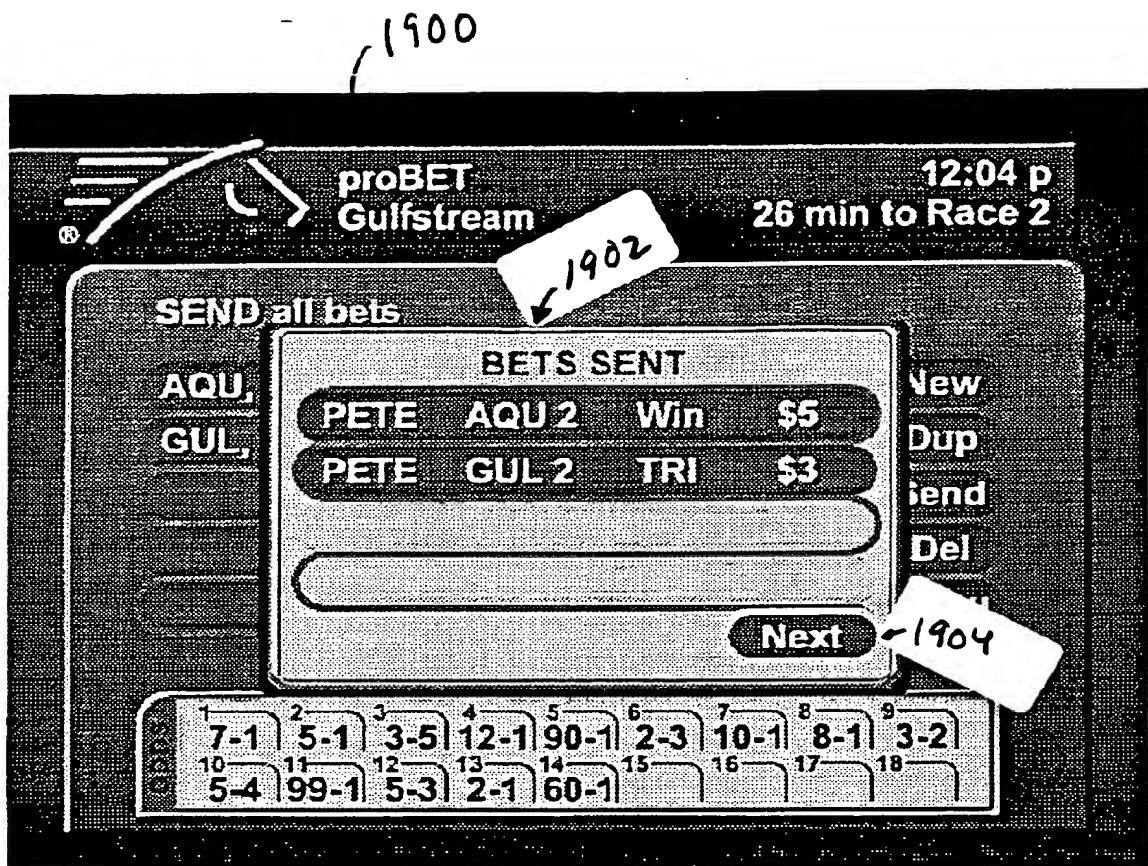 1900
proBET
Gulfstream
12:04 p
26 min to Race 2
®
1902
SEND all bets
BETS SENT
AQU,
PETE AQU 2 Win $5
New
GUL,
PETE GUL 2 TRI $3
Dup
Send
Del
Next
1904
ODDS
1 2 3 4 5 6 7 8 9
7-1 5-1 3-5 12-1 90-1 2-3 10-1 8-1 3-2
10 11 12 13 14 15 16 17 18
5-4 99-1 5-3 2-1 60-1